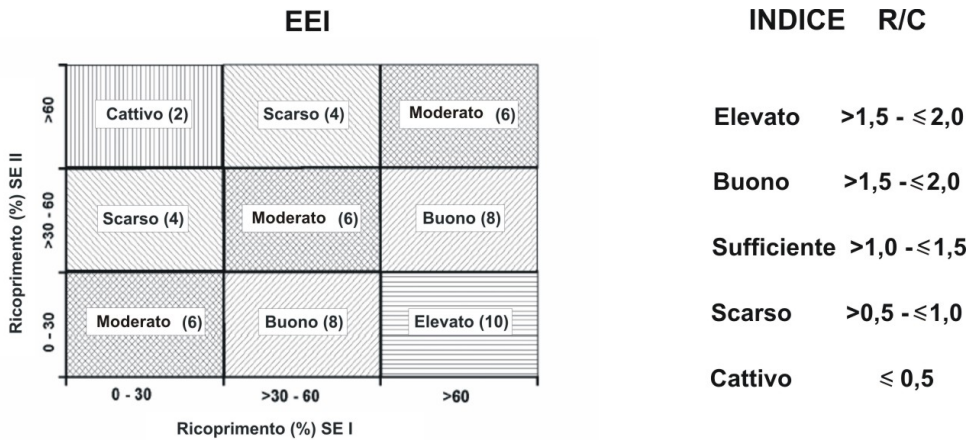 EEI
>60
Cattivo (2)
Scarso (4)
Moderato (6)
>30 - 60
Scarso (4)
Moderato (6)
Buono (8)
0 - 30
Moderato (6)
Buono (8)
Elevato (10)
Ricoprimento (%) SE II
0 - 30
>30 - 60
>60
Ricoprimento (%) SE I
INDICE R/C
Elevato >1,5 - ≤2,0
Buono >1,5 -≤2,0
Sufficiente >1,0 -≤1,5
Scarso >0,5 -≤1,0
Cattivo ≤ 0,5